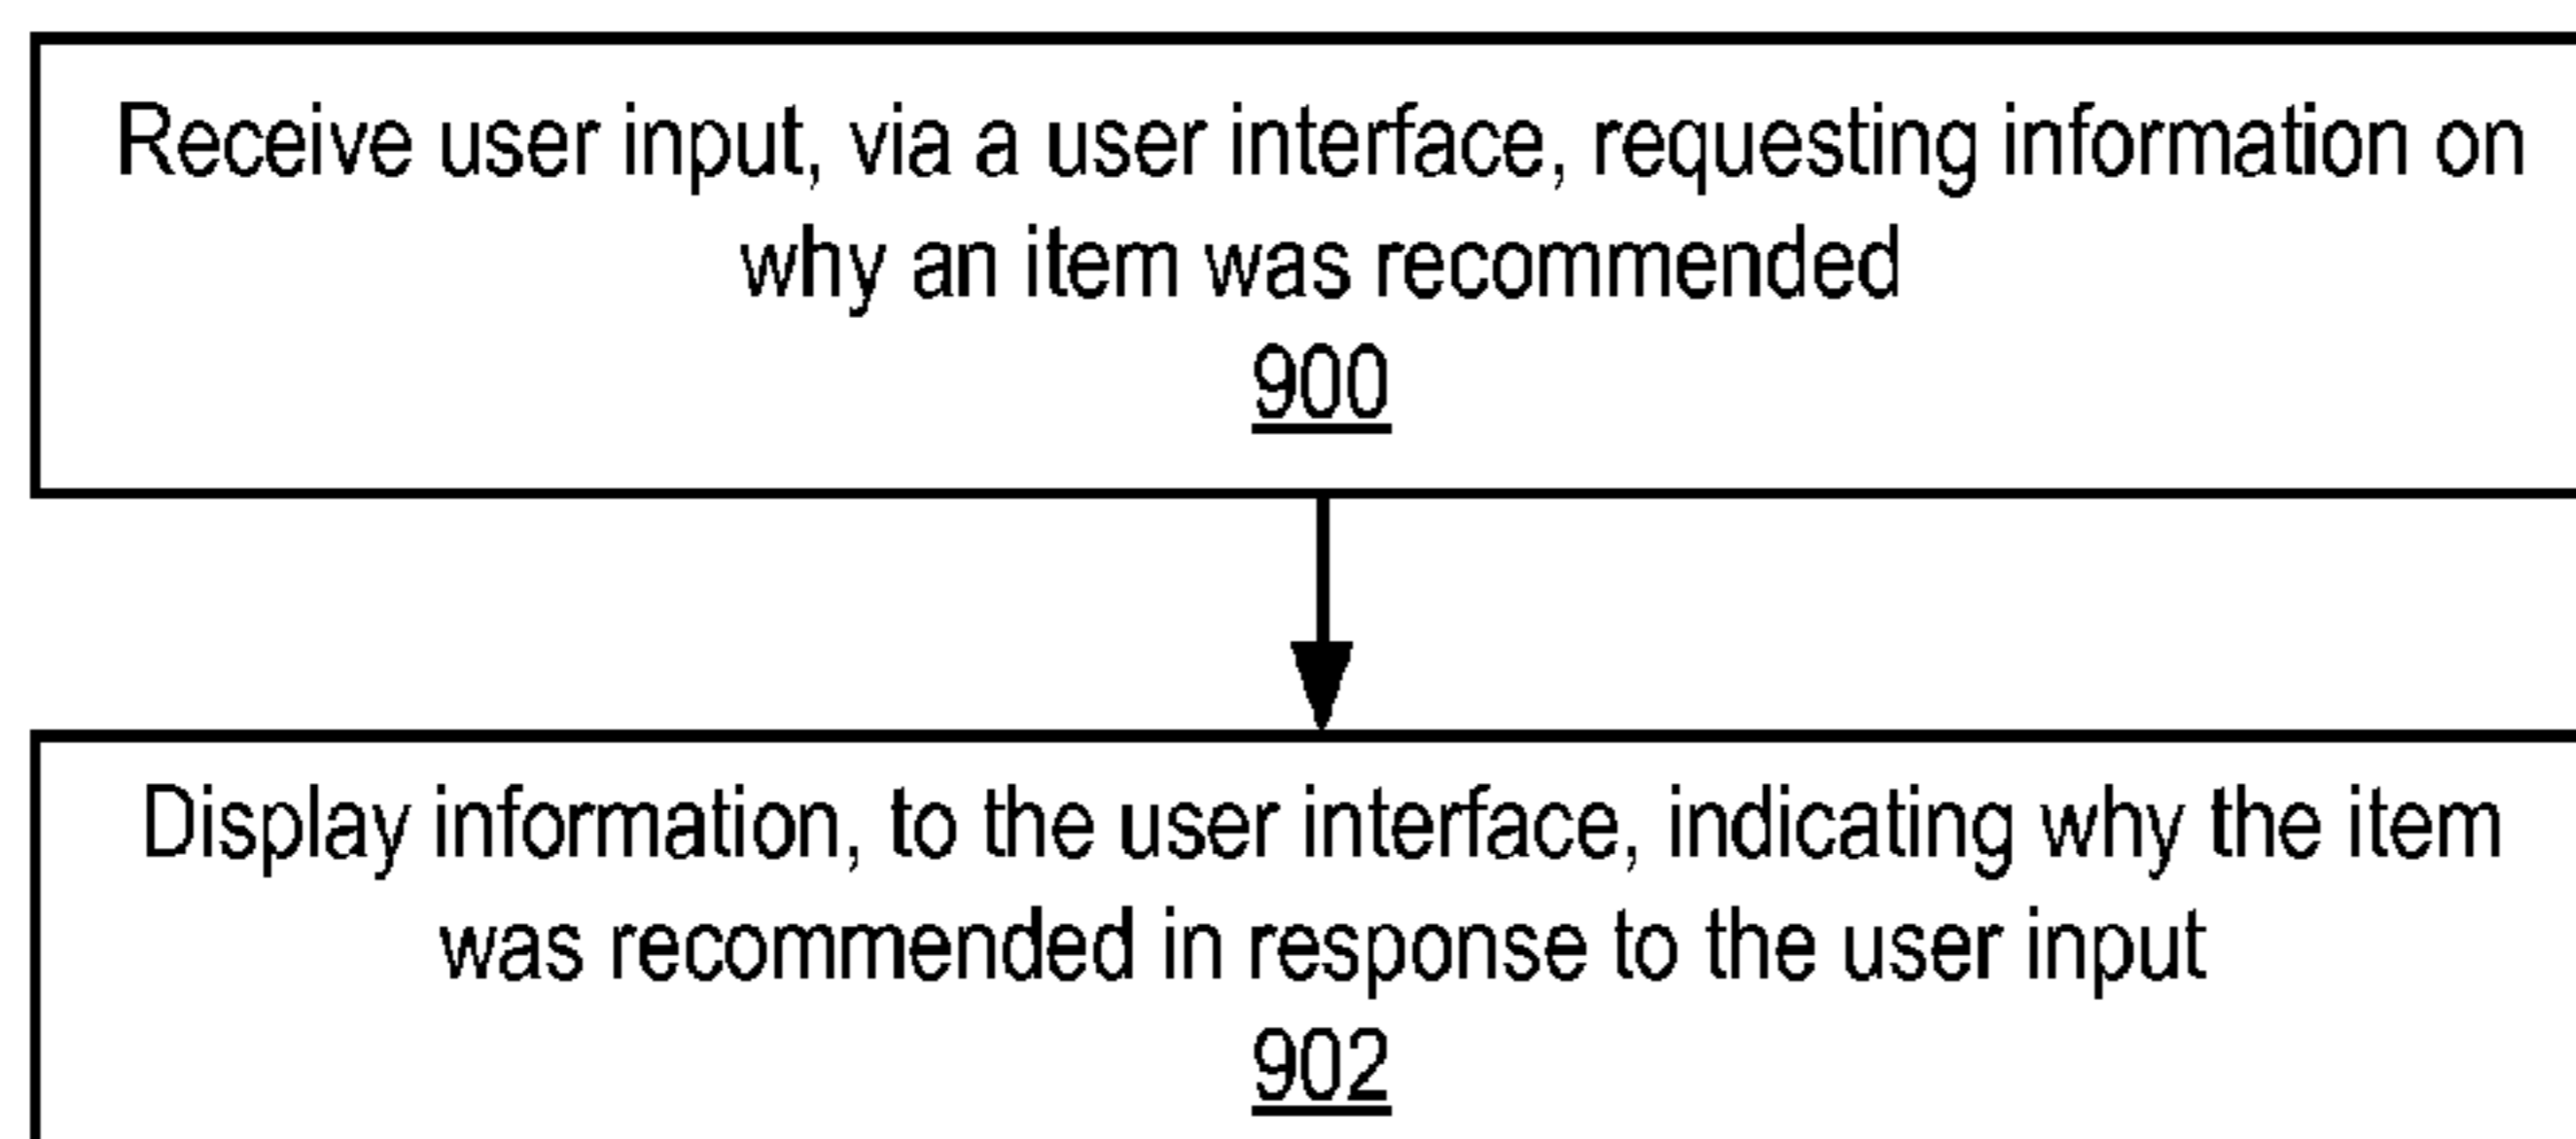 Receive user input, via a user interface, requesting information on
why an item was recommended
900
Display information, to the user interface, indicating why the item
was recommended in response to the user input
902